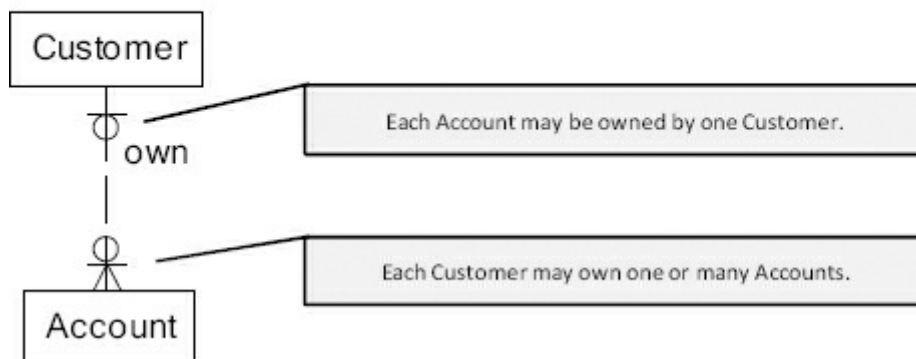 Customer
Each Account may be owned by one Customer.
own
Each Customer may own one or many Accounts.
Account